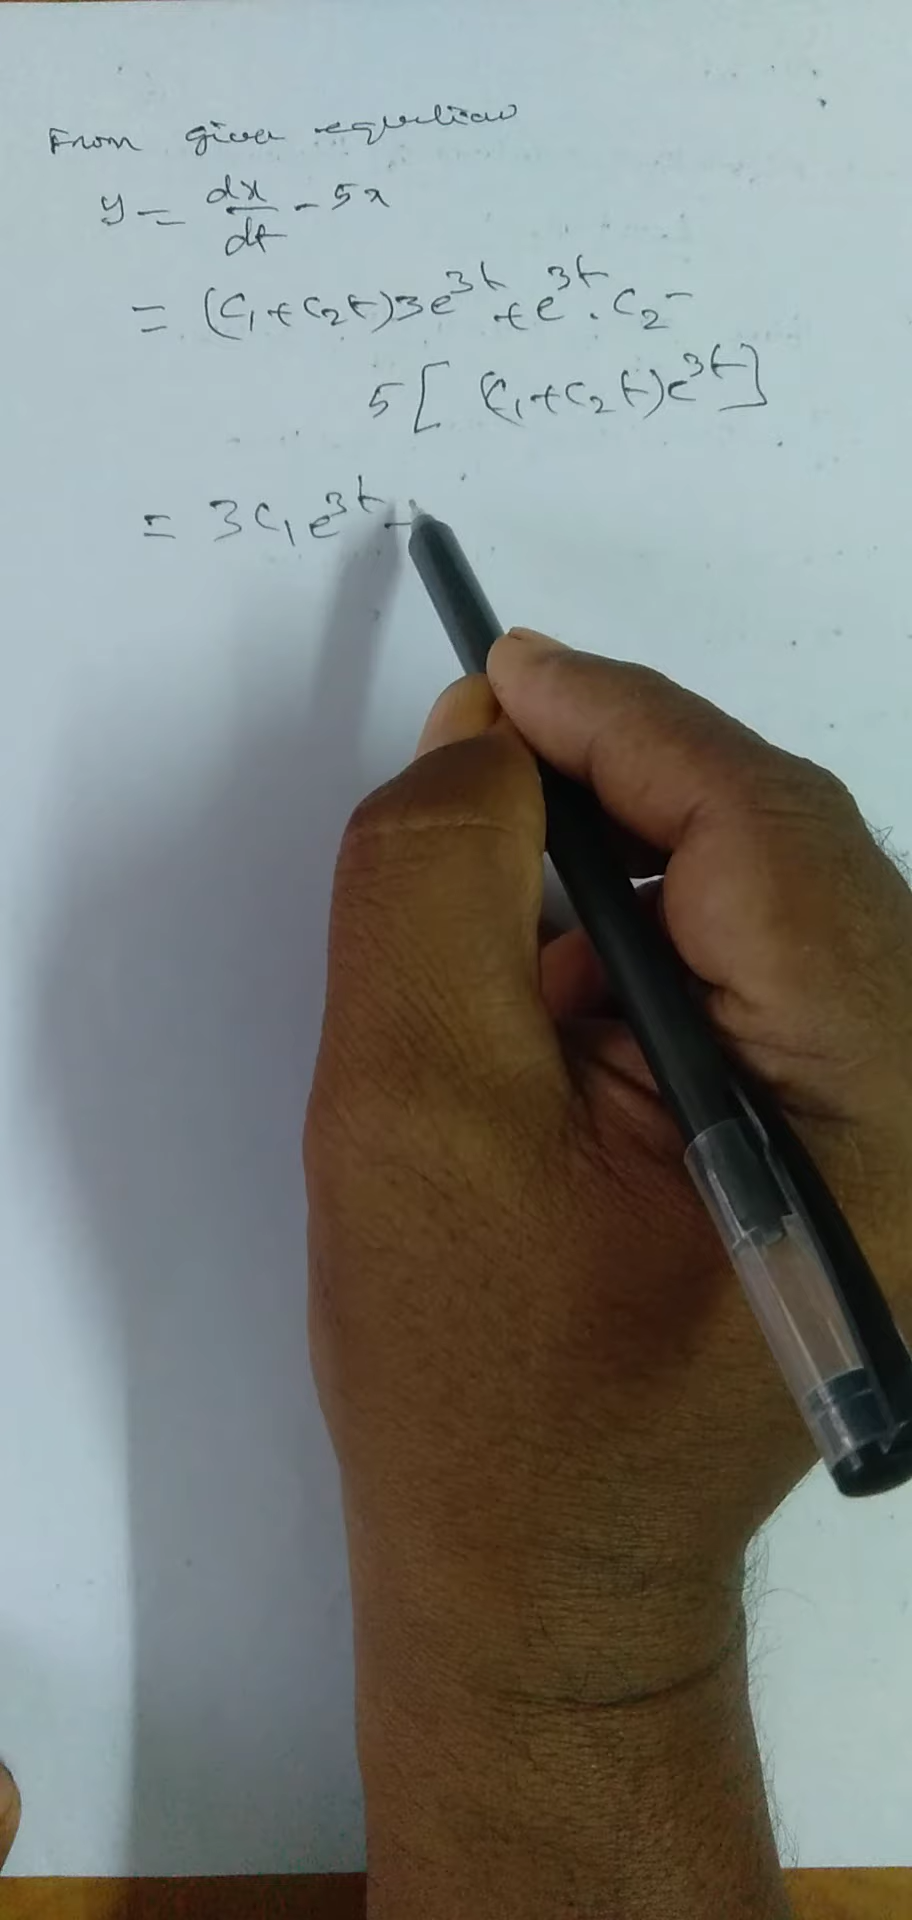 From given equation
y = dx/dt - 5x
= (C₁+C₂t)3e^3t + e^3t . C₂ -
5[ (C₁+C₂t)e^3t ]
= 3C₁e^3t